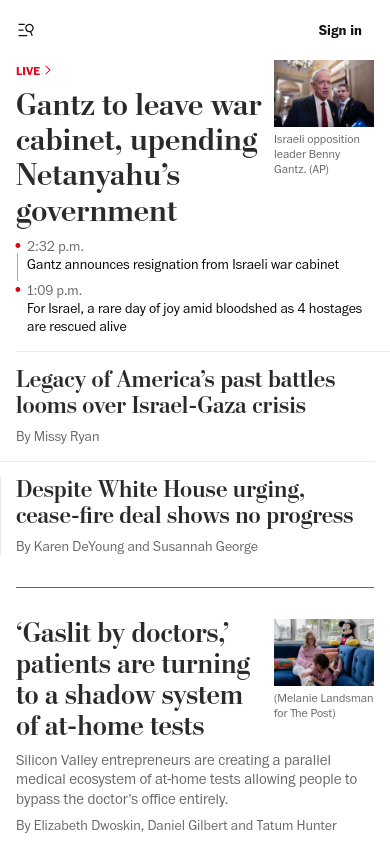 Sign in
LIVE
Gantz to leave war
cabinet, upending
Netanyahu’s
government
Israeli opposition
leader Benny
Gantz. (AP)
2:32 p.m.
Gantz announces resignation from Israeli war cabinet
1:09 p.m.
For Israel, a rare day of joy amid bloodshed as 4 hostages
are rescued alive
Legacy of America’s past battles
looms over Israel-Gaza crisis
By Missy Ryan
Despite White House urging,
cease-fire deal shows no progress
By Karen DeYoung and Susannah George
‘Gaslit by doctors,’
patients are turning
to a shadow system
of at-home tests
(Melanie Landsman
for The Post)
Silicon Valley entrepreneurs are creating a parallel
medical ecosystem of at-home tests allowing people to
bypass the doctor’s office entirely.
By Elizabeth Dwoskin, Daniel Gilbert and Tatum Hunter